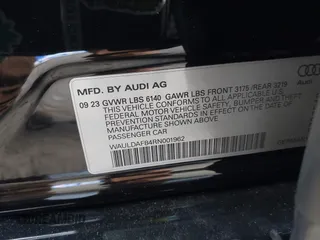 MFD. BY AUDI AG
09 23 GVWR LBS 6140 GAWR LBS FRONT 3175 /REAR 3219
THIS VEHICLE CONFORMS TO ALL APPLICABLE
FEDERAL MOTOR VEHICLE SAFETY, BUMPER AND THEFT
PREVENTION STANDARDS IN EFFECT ON THE DATE OF
MANUFACTURE SHOWN ABOVE
WAULDAFB4RN001962
PASSENGER CAR
Audi